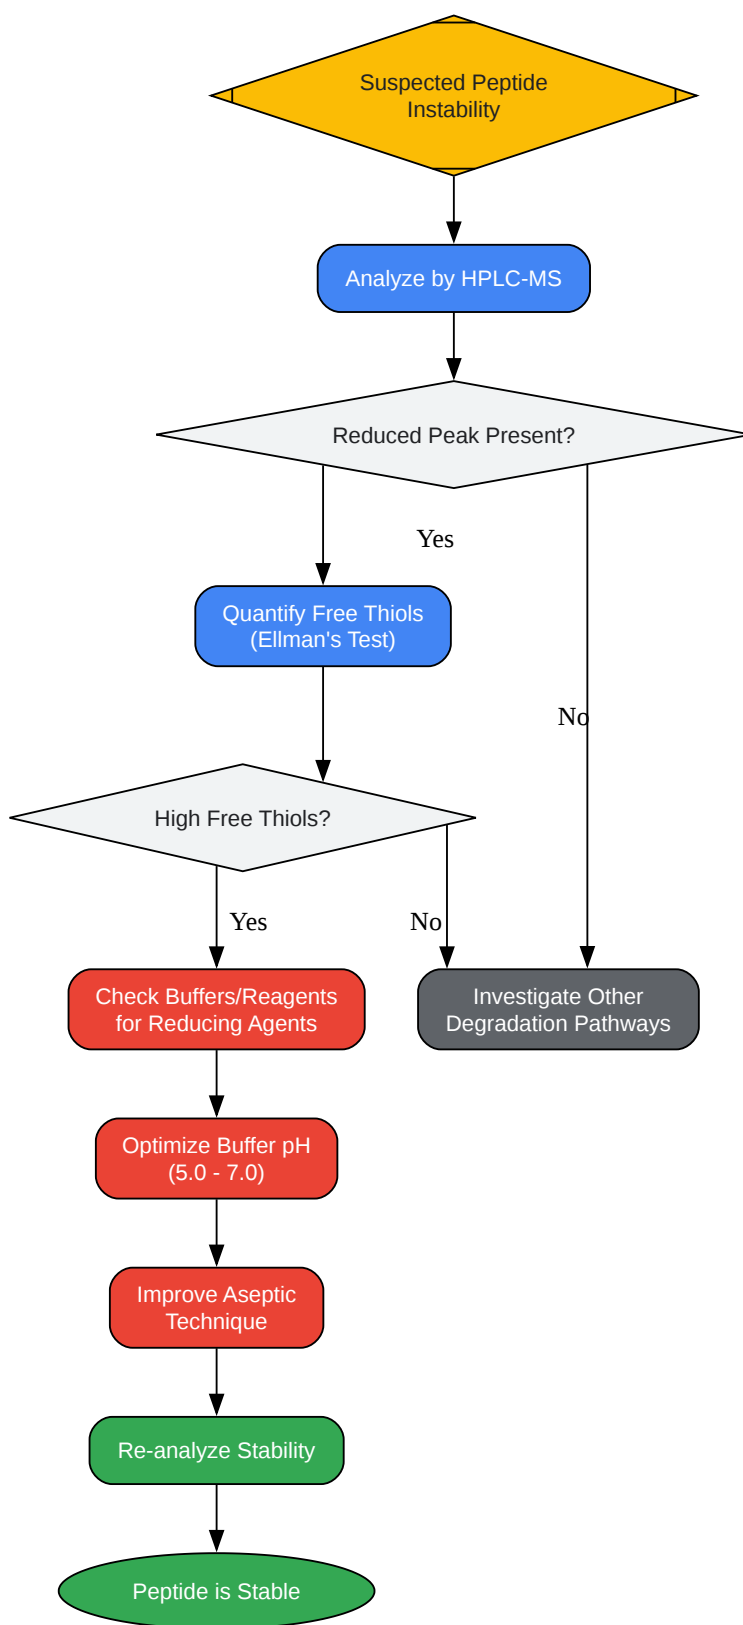 Suspected Peptide
Instability
Analyze by HPLC-MS
Reduced Peak Present?
Yes
Quantify Free Thiols
(Ellman's Test)
No
High Free Thiols?
Yes
No
Check Buffers/Reagents
for Reducing Agents
Investigate Other
Degradation Pathways
Optimize Buffer pH
(5.0 - 7.0)
Improve Aseptic
Technique
Re-analyze Stability
Peptide is Stable